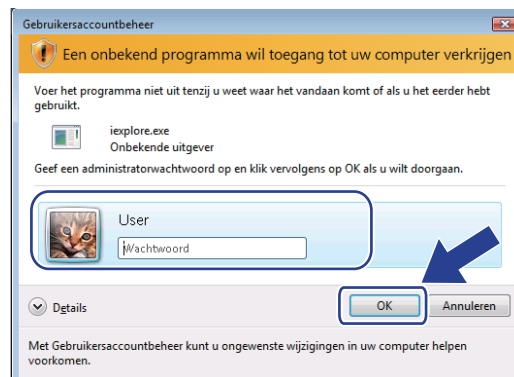 Gebruikersaccountbeheer
Een onbekend programma wil toegang tot uw computer verkrijgen
Voer het programma niet uit tenzij u weet waar het vandaan komt of als u het eerder hebt
gebruikt.
iexplore.exe
Onbekende uitgever
Geef een administratorwachtwoord op en klik vervolgens op OK als u wilt doorgaan.
User
Wachtwoord
Details
OK
Annuleren
Met Gebruikersaccountbeheer kunt u ongewenste wijzigingen in uw computer helpen
voorkomen.